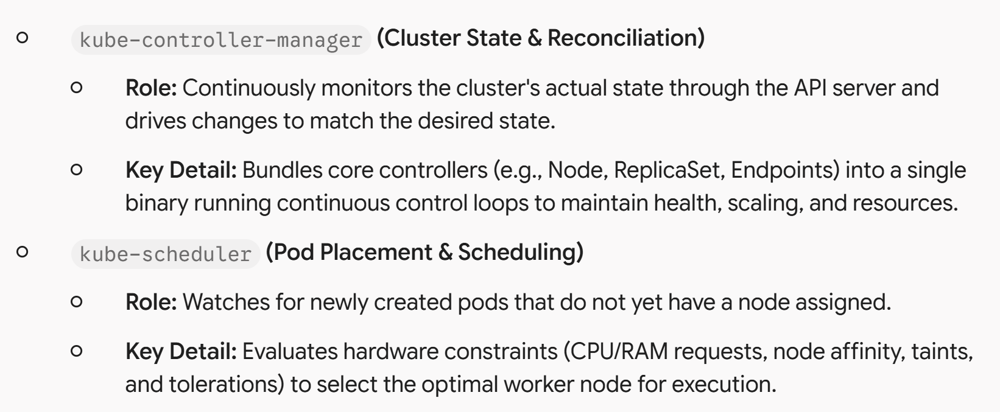 kube-controller-manager (Cluster State & Reconciliation)
Role: Continuously monitors the cluster's actual state through the API server and
drives changes to match the desired state.
Key Detail: Bundles core controllers (e.g., Node, ReplicaSet, Endpoints) into a single
binary running continuous control loops to maintain health, scaling, and resources.
kube-scheduler (Pod Placement & Scheduling)
Role: Watches for newly created pods that do not yet have a node assigned.
Key Detail: Evaluates hardware constraints (CPU/RAM requests, node affinity, taints,
and tolerations) to select the optimal worker node for execution.